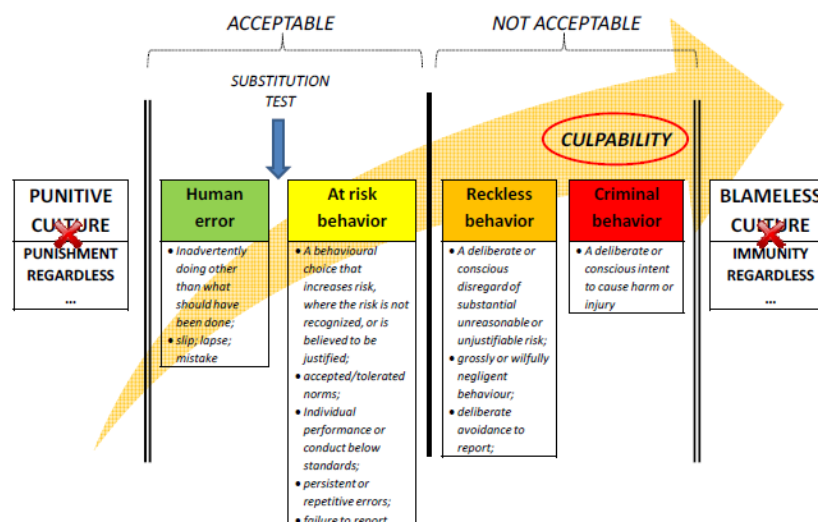 ACCEPTABLE
NOT ACCEPTABLE
SUBSTITUTION
TEST
CULPABILITY
PUNITIVE
CULTURE
PUNISHMENT
REGARDLESS
...
Human
error
• Inadvertently
doing other
than what
should have
been done;
• slip; lapse;
mistake
At risk
behavior
• A behavioural
choice that
increases risk,
where the risk is not
recognized, or is
believed to be
justified;
• accepted/tolerated
norms;
• Individual
performance or
conduct below
standards;
• persistent or
repetitive errors;
• failure to report
Reckless
behavior
• A deliberate or
conscious
disregard of
substantial
unreasonable or
unjustifiable risk;
• grossly or wilfully
negligent
behaviour;
• deliberate
avoidance to
report;
Criminal
behavior
• A deliberate or
conscious intent
to cause harm or
injury
BLAMELESS
CULTURE
IMMUNITY
REGARDLESS
...